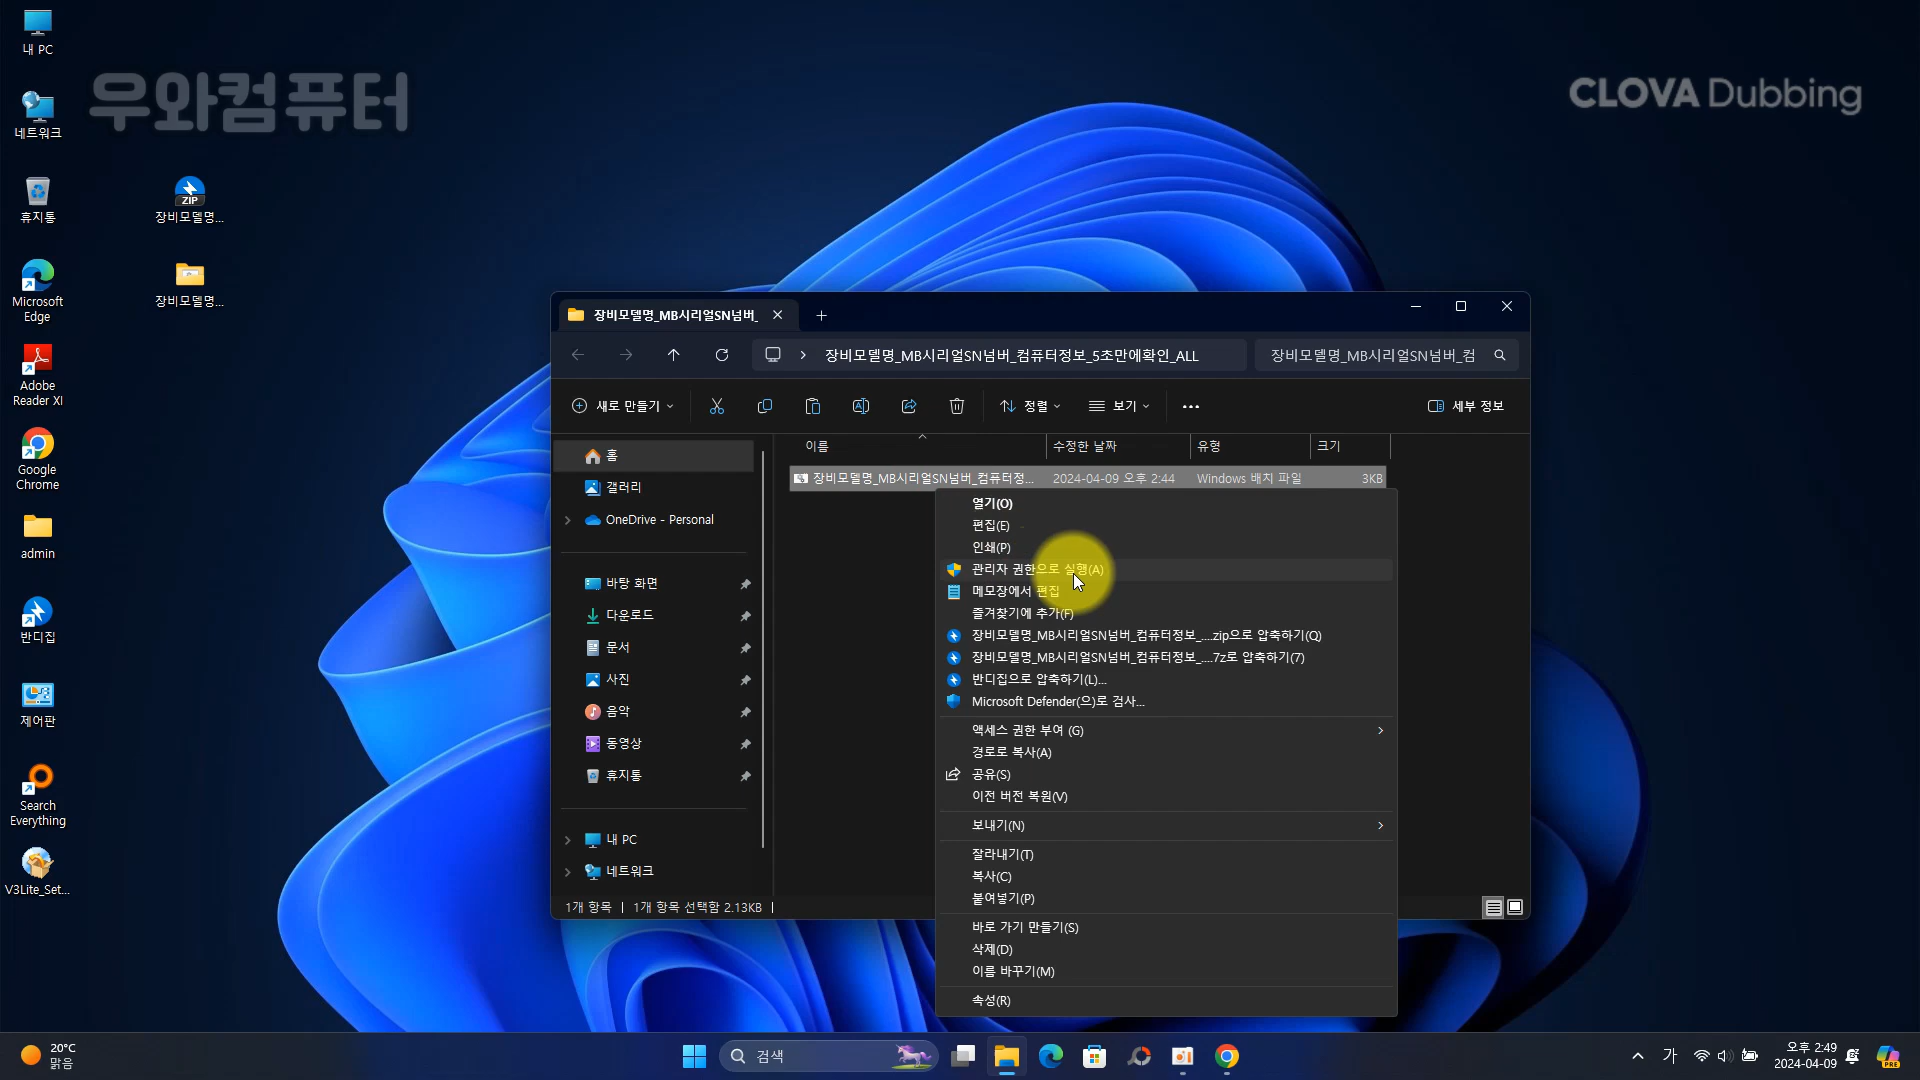 내 PC
우와컴퓨터
CLOVA Dubbing
네트워크
휴지통
ZIP
장비모델명...
Microsoft
Edge
장비모델명...
Adobe
Reader XI
Google
Chrome
admin
반디집
제어판
Search
Everything
V3Lite_Set...
장비모델명_MB시리얼SN넘버_
장비모델명_MB시리얼SN넘버_컴퓨터정보_5초만에확인_ALL
장비모델명_MB시리얼SN넘버_컴
새로 만들기
정렬
보기
세부 정보
홈
갤러리
OneDrive - Personal
바탕 화면
다운로드
문서
사진
음악
동영상
휴지통
내 PC
네트워크
이름
수정한 날짜
유형
크기
장비모델명_MB시리얼SN넘버_컴퓨터정...
2024-04-09 오후 2:44
Windows 배치 파일
3KB
열기(O)
편집(E)
인쇄(P)
관리자 권한으로 실행(A)
메모장에서 편집
즐겨찾기에 추가(F)
장비모델명_MB시리얼SN넘버_컴퓨터정보_....zip으로 압축하기(Q)
장비모델명_MB시리얼SN넘버_컴퓨터정보_....7z로 압축하기(7)
반디집으로 압축하기(L)...
Microsoft Defender(으)로 검사...
액세스 권한 부여 (G)
경로로 복사(A)
공유(S)
이전 버전 복원(V)
보내기(N)
잘라내기(T)
복사(C)
붙여넣기(P)
바로 가기 만들기(S)
삭제(D)
이름 바꾸기(M)
속성(R)
1개 항목
1개 항목 선택함 2.13KB
20°C
맑음
검색
가
오후 2:49
2024-04-09
PRE